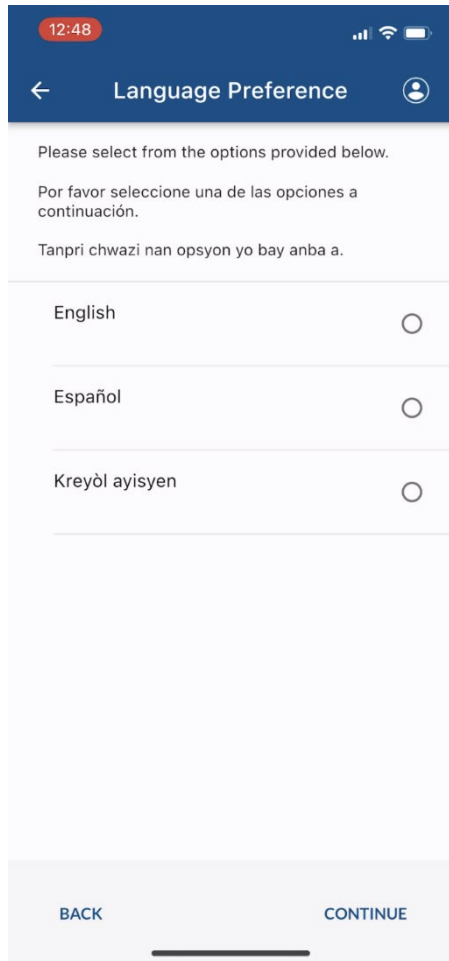 12:48
Language Preference
Please select from the options provided below.
Por favor seleccione una de las opciones a
continuación.
Tanpri chwazi nan opsyon yo bay anba a.
English
Español
Kreyòl ayisyen
BACK
CONTINUE